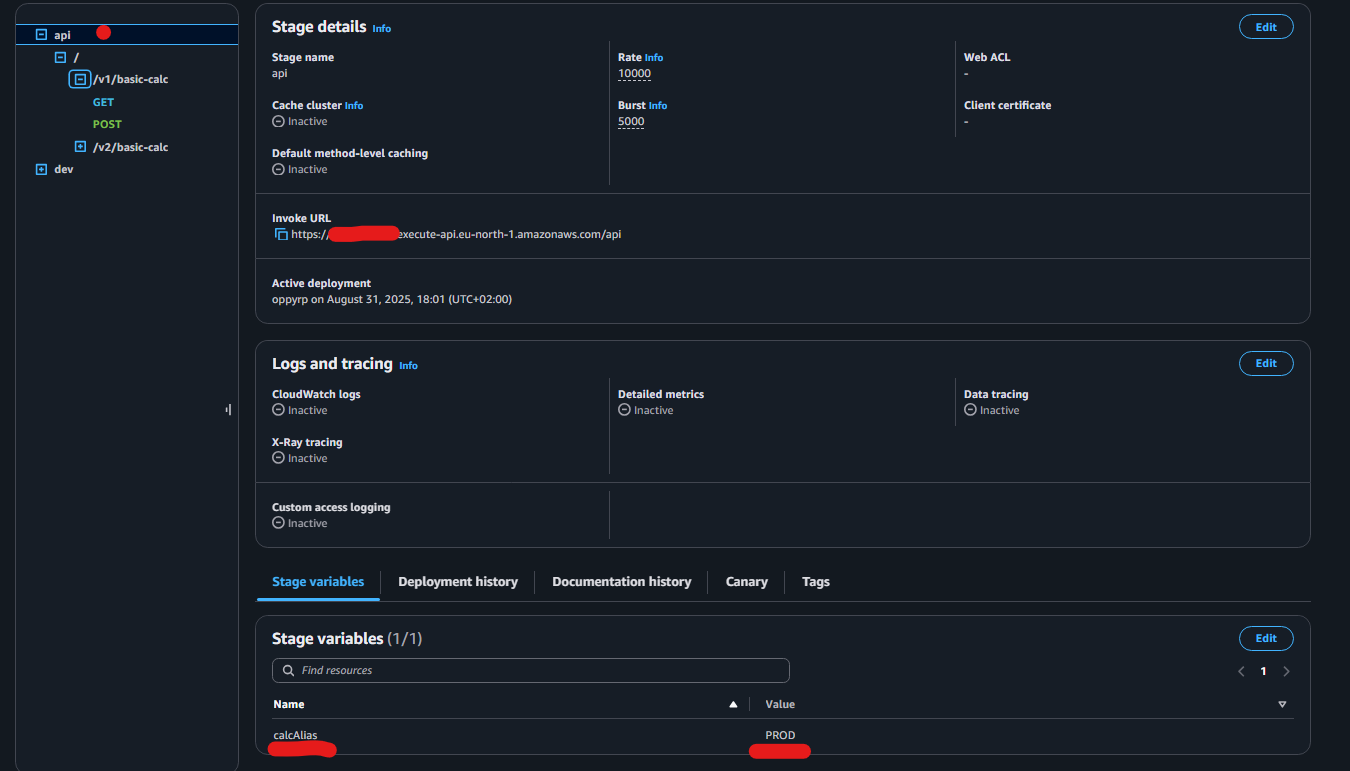 api
/
/v1/basic-calc
GET
POST
/v2/basic-calc
dev
Stage details Info
Edit
Stage name
api
Rate Info
10000
Web ACL
-
Cache cluster Info
Inactive
Burst Info
5000
Client certificate
-
Default method-level caching
Inactive
Invoke URL
https:// execute-api.eu-north-1.amazonaws.com/api
Active deployment
oppyrp on August 31, 2025, 18:01 (UTC+02:00)
Logs and tracing Info
Edit
CloudWatch logs
Inactive
Detailed metrics
Inactive
Data tracing
Inactive
X-Ray tracing
Inactive
Custom access logging
Inactive
Stage variables
Deployment history
Documentation history
Canary
Tags
Stage variables (1/1)
Edit
Find resources
1
Name
Value
calcAlias
PROD